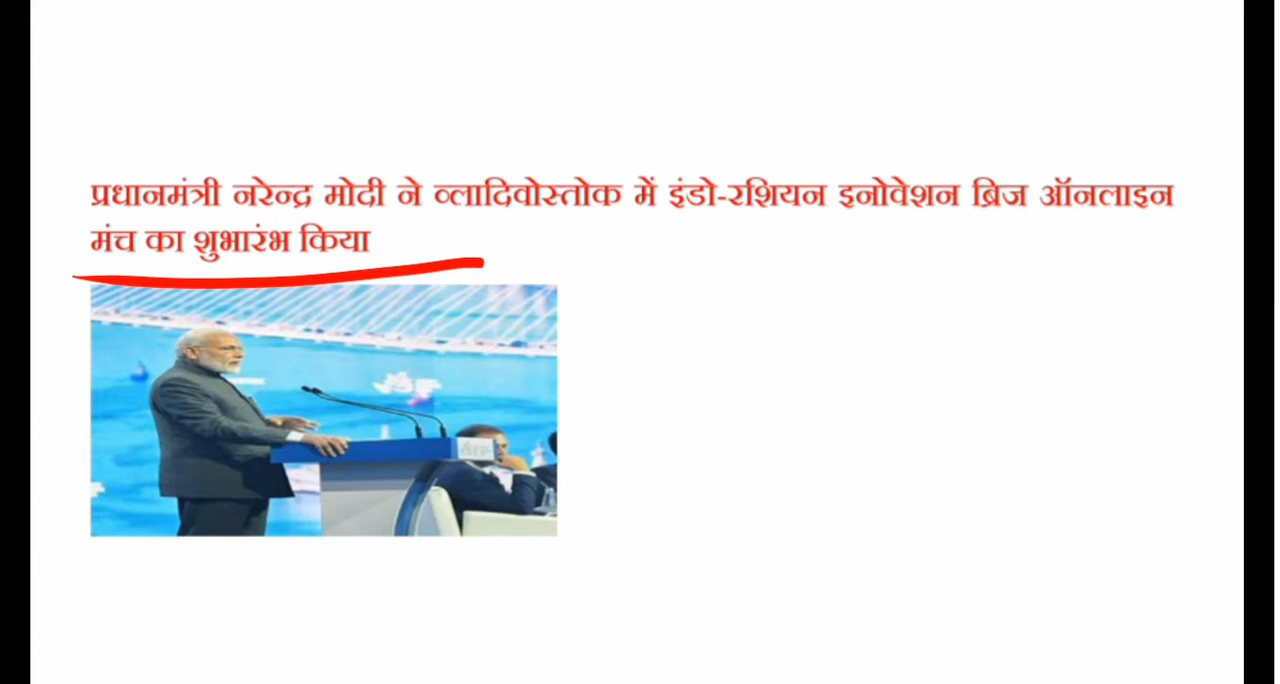 प्रधानमंत्री नरेन्द्र मोदी ने व्लादिवोस्तोक में इंडो-रशियन इनोवेशन ब्रिज ऑनलाइन
मंच का शुभारंभ किया